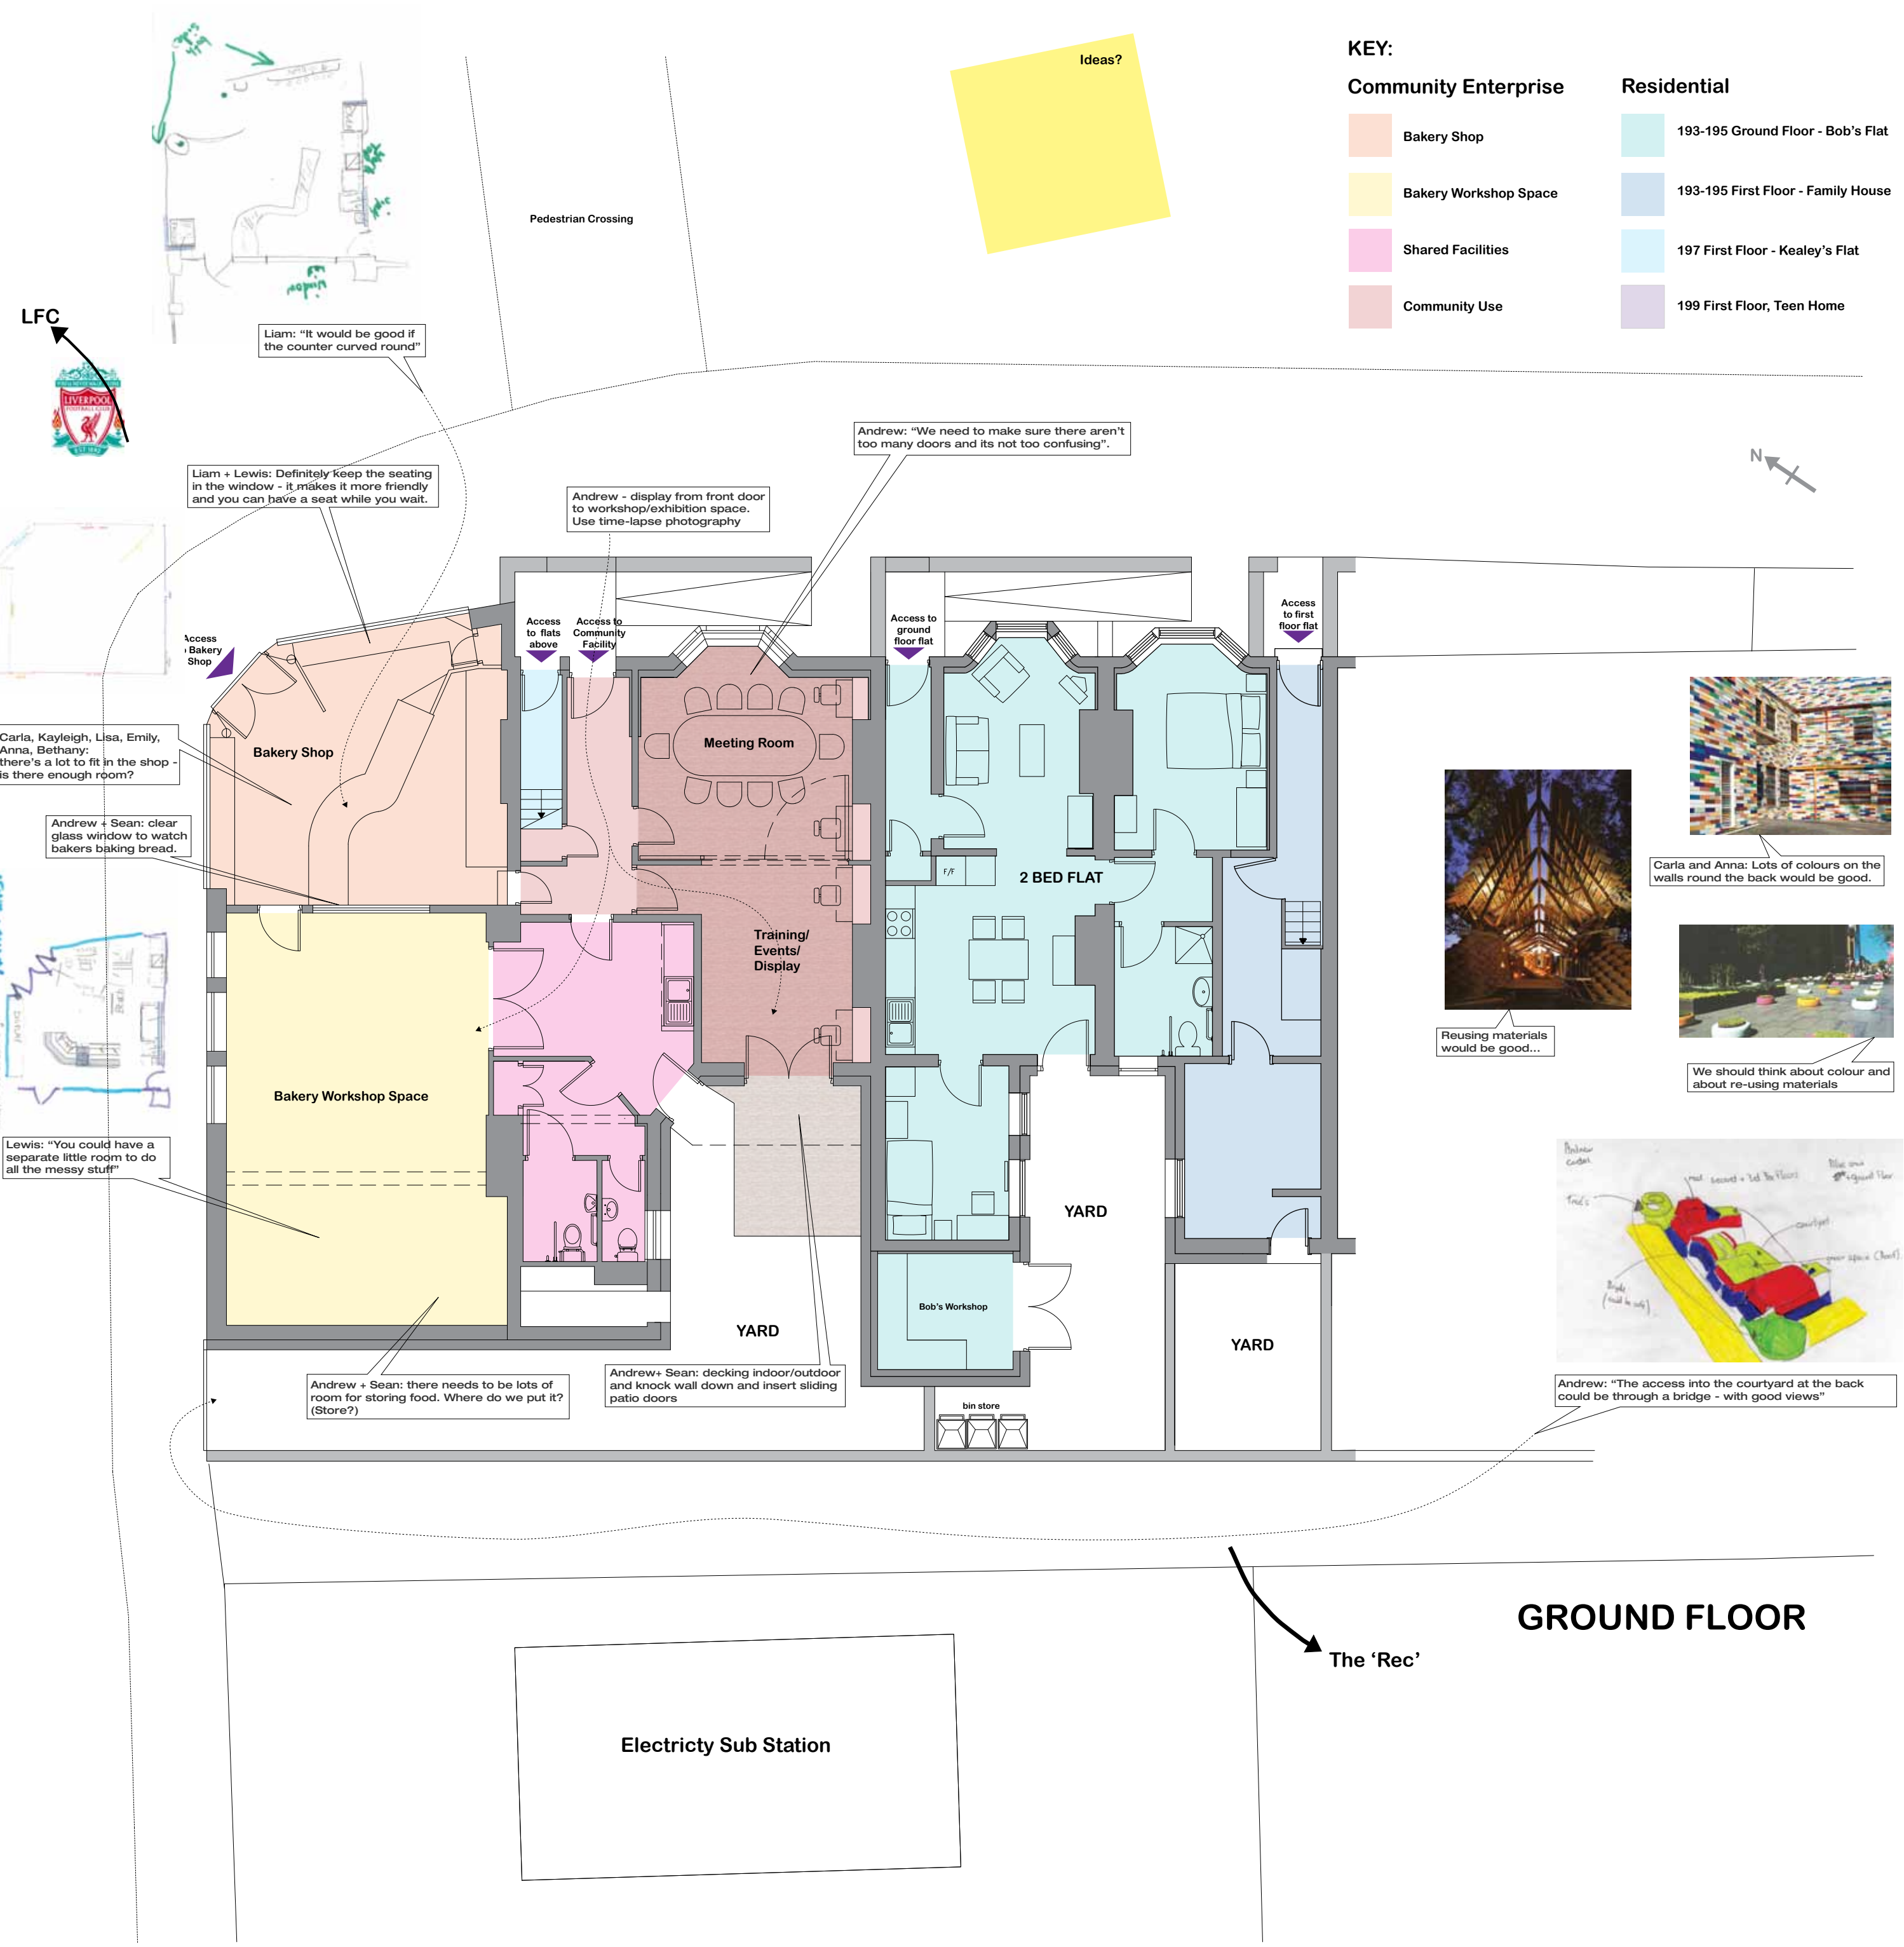 KEY:
Community Enterprise
Bakery Shop
Bakery Workshop Space
Shared Facilities
Community Use
Residential
193-195 Ground Floor - Bob's Flat
193-195 First Floor - Family House
197 First Floor - Kealey's Flat
199 First Floor, Teen Home
Ideas?
Pedestrian Crossing
window
LFC
LIVERPOOL
FOOTBALL CLUB
EST 1892
Liam: “It would be good if
the counter curved round”
Andrew: “We need to make sure there aren't
too many doors and its not too confusing”.
N
Liam + Lewis: Definitely keep the seating
in the window - it makes it more friendly
and you can have a seat while you wait.
Andrew - display from front door
to workshop/exhibition space.
Use time-lapse photography
Access
Bakery
Shop
Access
to flats
above
Access to
Community
Facility
Access to
ground
floor flat
Access
to first
floor flat
Carla, Kayleigh, Lisa, Emily,
Anna, Bethany:
there's a lot to fit in the shop -
is there enough room?
Bakery Shop
Meeting Room
Andrew + Sean: clear
glass window to watch
bakers baking bread.
F/F
2 BED FLAT
Training/
Events/
Display
Carla and Anna: Lots of colours on the
walls round the back would be good.
Reusing materials
would be good...
We should think about colour and
about re-using materials
Bakery Workshop Space
Lewis: “You could have a
separate little room to do
all the messy stuff”
YARD
Bob's Workshop
YARD
YARD
Andrew + Sean: there needs to be lots of
room for storing food. Where do we put it?
(Store?)
Andrew+ Sean: decking indoor/outdoor
and knock wall down and insert sliding
patio doors
bin store
Andrew
Trees
courtyard
Andrew: “The access into the courtyard at the back
could be through a bridge - with good views”
GROUND FLOOR
The ‘Rec’
Electricty Sub Station